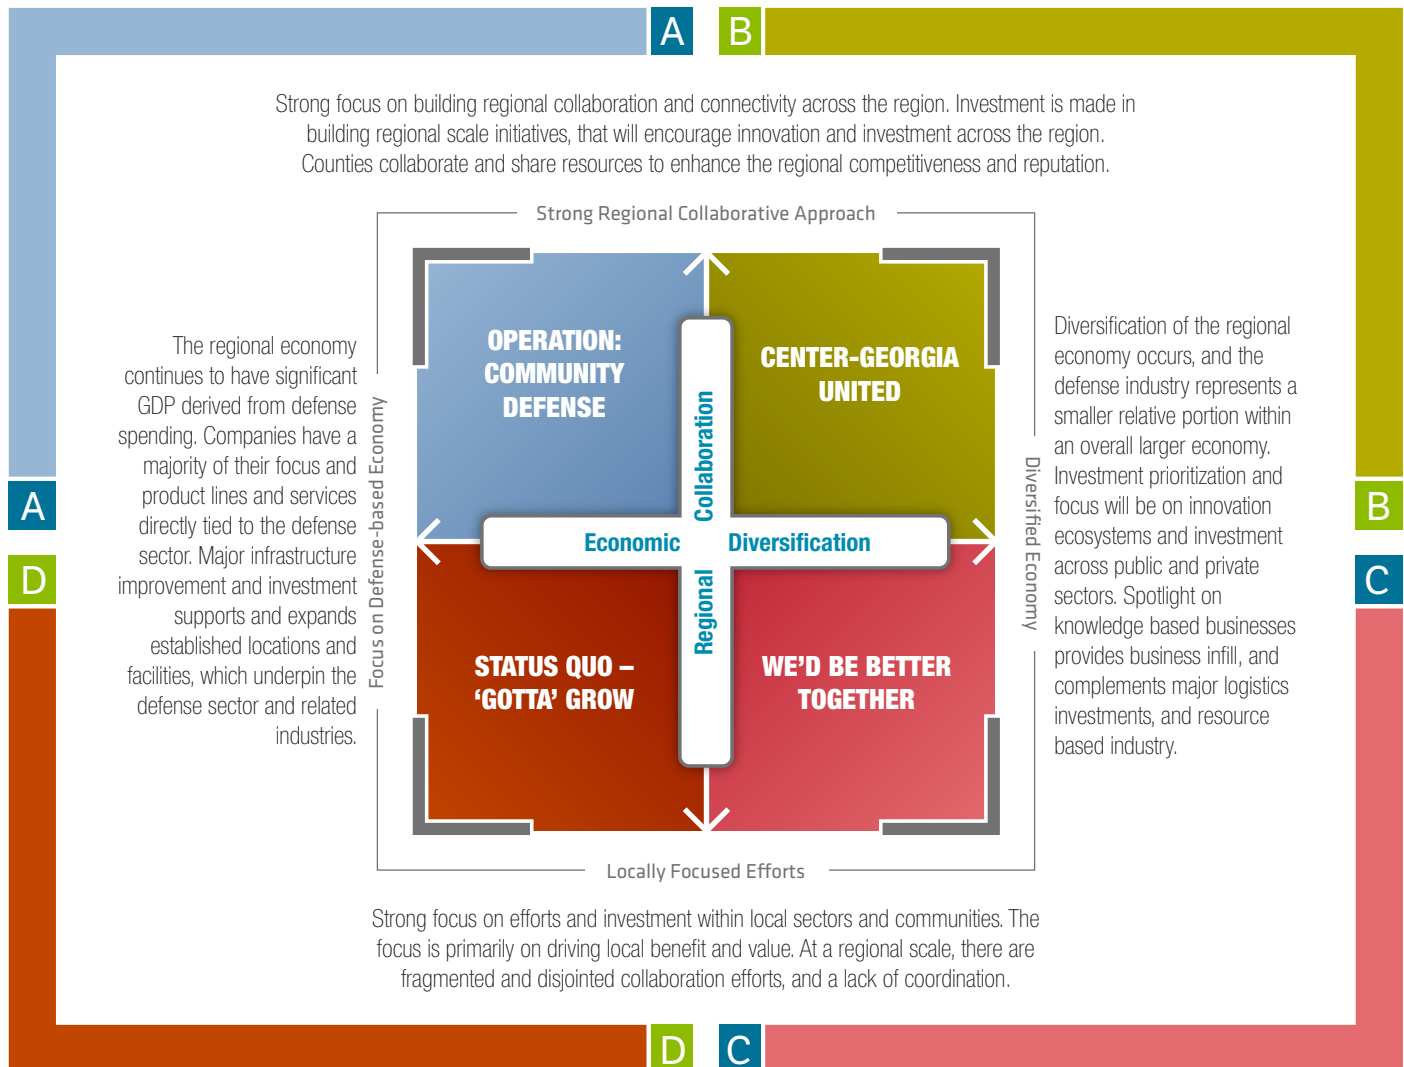 A B
Strong focus on building regional collaboration and connectivity across the region. Investment is made in
building regional scale initiatives, that will encourage innovation and investment across the region.
Counties collaborate and share resources to enhance the regional competitiveness and reputation.
Strong Regional Collaborative Approach
The regional economy
continues to have significant
GDP derived from defense
spending. Companies have a
majority of their focus and
product lines and services
directly tied to the defense
sector. Major infrastructure
improvement and investment
supports and expands
established locations and
facilities, which underpin the
defense sector and related
industries.
Focus on Defense-based Economy
OPERATION:
COMMUNITY
DEFENSE
CENTER-GEORGIA
UNITED
Regional Collaboration
Economic Diversification
STATUS QUO –
‘GOTTA’ GROW
WE’D BE BETTER
TOGETHER
Diversified Economy
Diversification of the regional
economy occurs, and the
defense industry represents a
smaller relative portion within
an overall larger economy.
Investment prioritization and
focus will be on innovation
ecosystems and investment
across public and private
sectors. Spotlight on
knowledge based businesses
provides business infill, and
complements major logistics
investments, and resource
based industry.
A
D
B
C
Locally Focused Efforts
Strong focus on efforts and investment within local sectors and communities. The
focus is primarily on driving local benefit and value. At a regional scale, there are
fragmented and disjointed collaboration efforts, and a lack of coordination.
D C